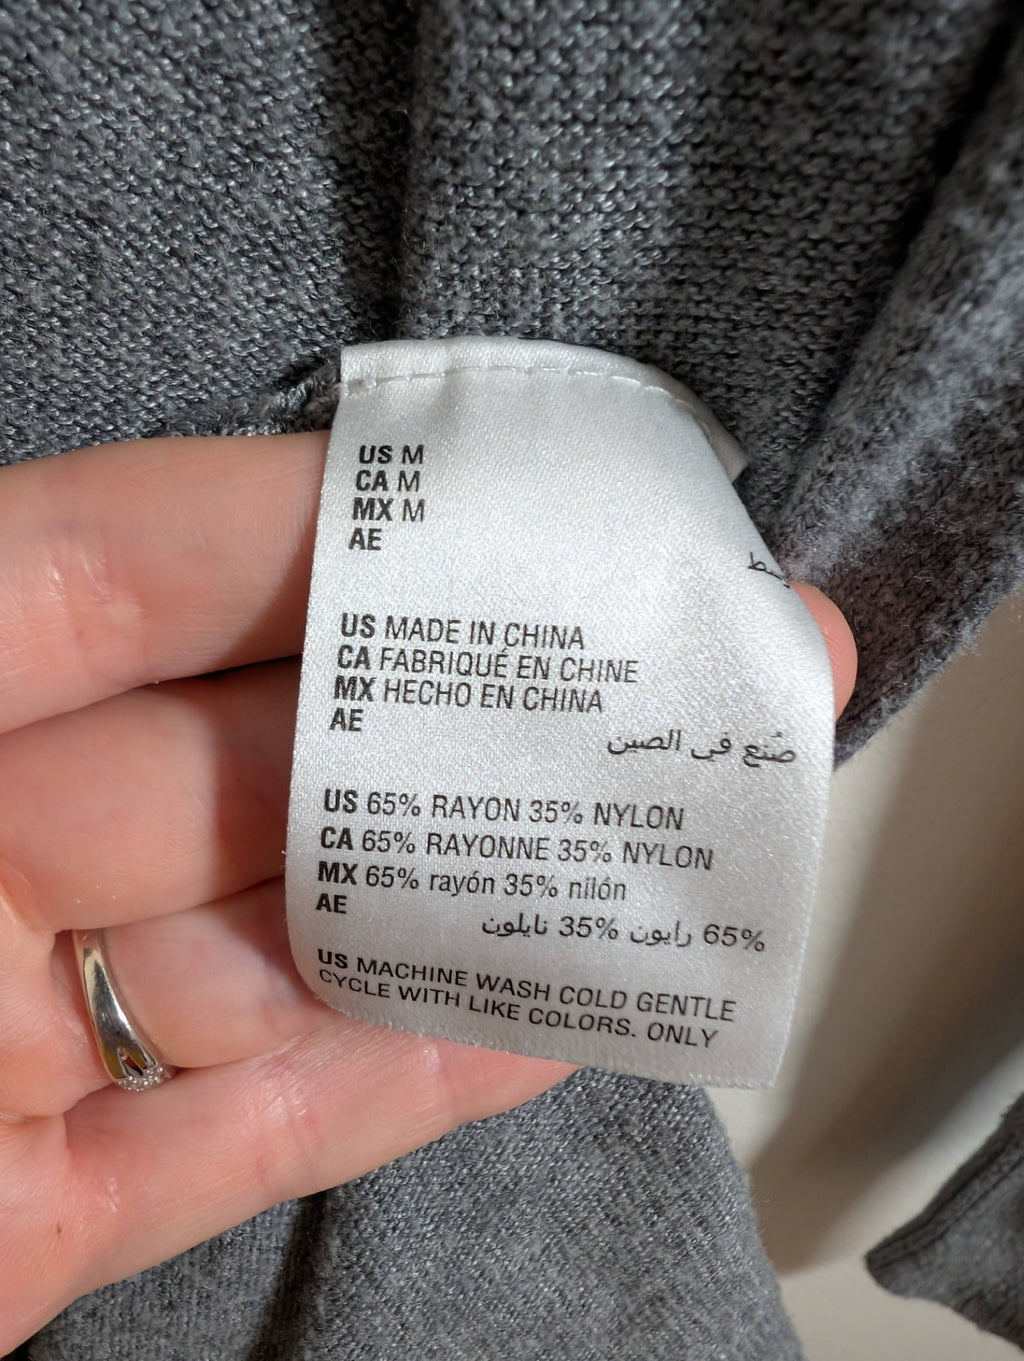 US M
CA M
MX M
AE
US MADE IN CHINA
CA FABRIQUÉ EN CHINE
MX HECHO EN CHINA
AE
صُنع في الصين
US 65% RAYON 35% NYLON
CA 65% RAYONNE 35% NYLON
MX 65% rayón 35% nilón
AE
65% رايون 35% نايلون
US MACHINE WASH COLD GENTLE
CYCLE WITH LIKE COLORS. ONLY